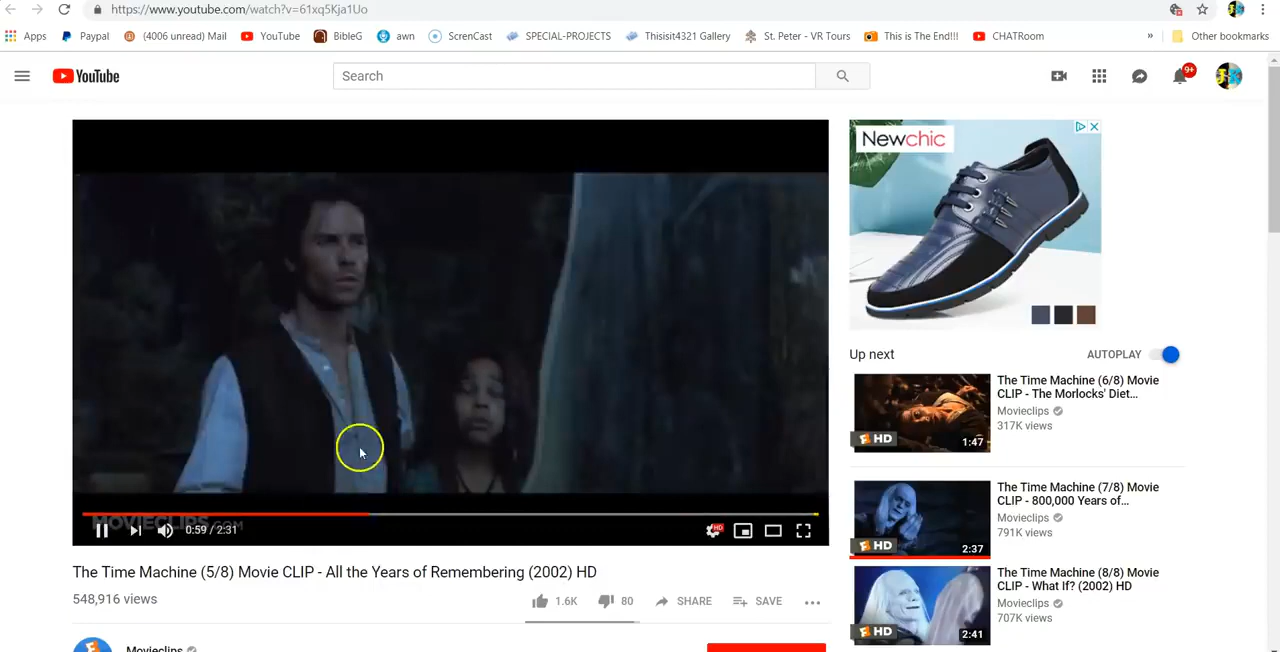 https://www.youtube.com/watch?v=61xq5Kja1Uo
Apps Paypal (4006 unread) Mail YouTube BibleG awn ScrenCast SPECIAL-PROJECTS Thisisit4321 Gallery St. Peter - VR Tours This is The End!!! CHATRoom » Other bookmarks
YouTube
Search
9+
Newchic
Up next
AUTOPLAY
The Time Machine (6/8) Movie
CLIP - The Morlocks' Diet...
Movieclips
317K views
HD
1:47
The Time Machine (7/8) Movie
CLIP - 800,000 Years of...
Movieclips
791K views
HD
2:37
The Time Machine (8/8) Movie
CLIP - What If? (2002) HD
Movieclips
707K views
HD
2:41
MOVIECLIPS.COM
0:59 / 2:31
HD
The Time Machine (5/8) Movie CLIP - All the Years of Remembering (2002) HD
548,916 views
1.6K 80 SHARE SAVE
Movieclips